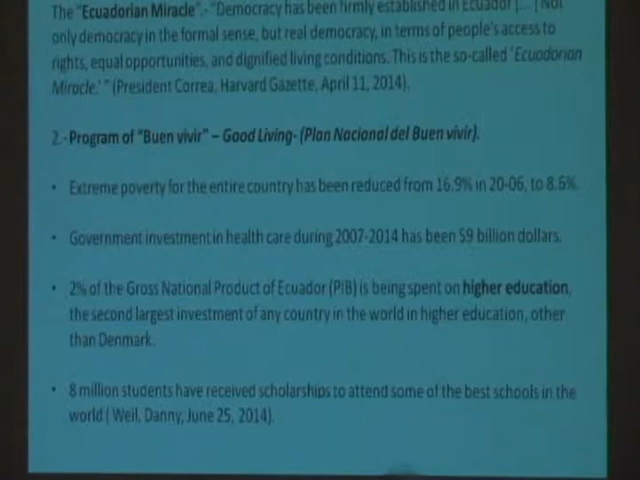 The "Ecuadorian Miracle".- "Democracy has been firmly established in Ecuador [... ] Not
only democracy in the formal sense, but real democracy, in terms of people's access to
rights, equal opportunities, and dignified living conditions. This is the so-called 'Ecuadorian
Miracle.' " (President Correa, Harvard Gazette, April 11, 2014).
2.- Program of "Buen vivir" – Good Living- (Plan Nacional del Buen vivir).
• Extreme poverty for the entire country has been reduced from 16.9% in 20-06, to 8.6%.
• Government investment in health care during 2007-2014 has been $9 billion dollars.
• 2% of the Gross National Product of Ecuador (PIB) is being spent on higher education,
the second largest investment of any country in the world in higher education, other
than Denmark.
• 8 million students have received scholarships to attend some of the best schools in the
world ( Weil, Danny, June 25, 2014).